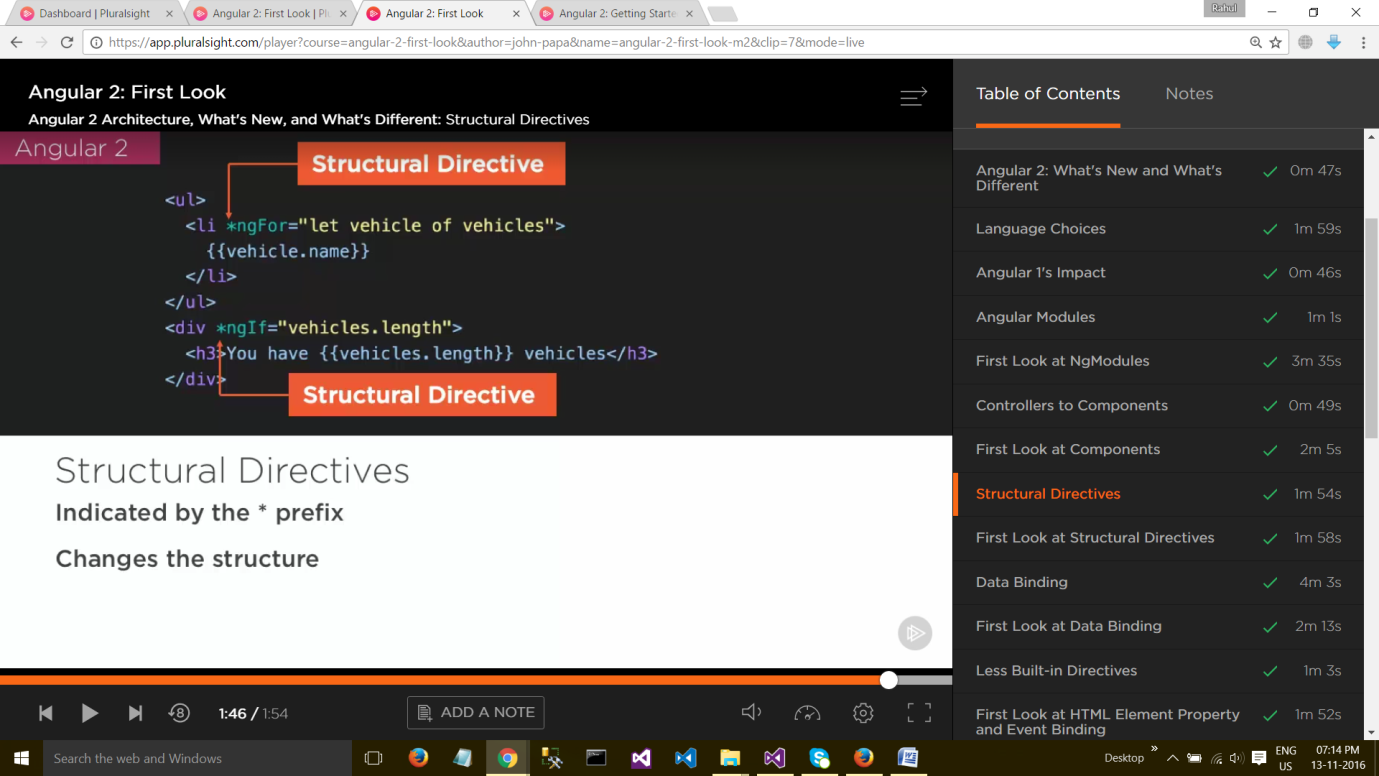 Dashboard | Pluralsight
Angular 2: First Look | Pl
Angular 2: First Look
Angular 2: Getting Starte
Rahul
https://app.pluralsight.com/player?course=angular-2-first-look&author=john-papa&name=angular-2-first-look-m2&clip=7&mode=live
Angular 2: First Look
Angular 2 Architecture, What's New, and What's Different: Structural Directives
Angular 2
Structural Directive
<ul>
<li *ngFor="let vehicle of vehicles">
{{vehicle.name}}
</li>
</ul>
<div *ngIf="vehicles.length">
<h3>You have {{vehicles.length}} vehicles</h3>
</div>
Structural Directive
Structural Directives
Indicated by the * prefix
Changes the structure
8
1:46 / 1:54
ADD A NOTE
Table of Contents
Notes
Angular 2: What's New and What's
Different
0m 47s
Language Choices
1m 59s
Angular 1's Impact
0m 46s
Angular Modules
1m 1s
First Look at NgModules
3m 35s
Controllers to Components
0m 49s
First Look at Components
2m 5s
Structural Directives
1m 54s
First Look at Structural Directives
1m 58s
Data Binding
4m 3s
First Look at Data Binding
2m 13s
Less Built-in Directives
1m 3s
First Look at HTML Element Property
and Event Binding
1m 52s
Search the web and Windows
Desktop
ENG
US
07:14 PM
13-11-2016